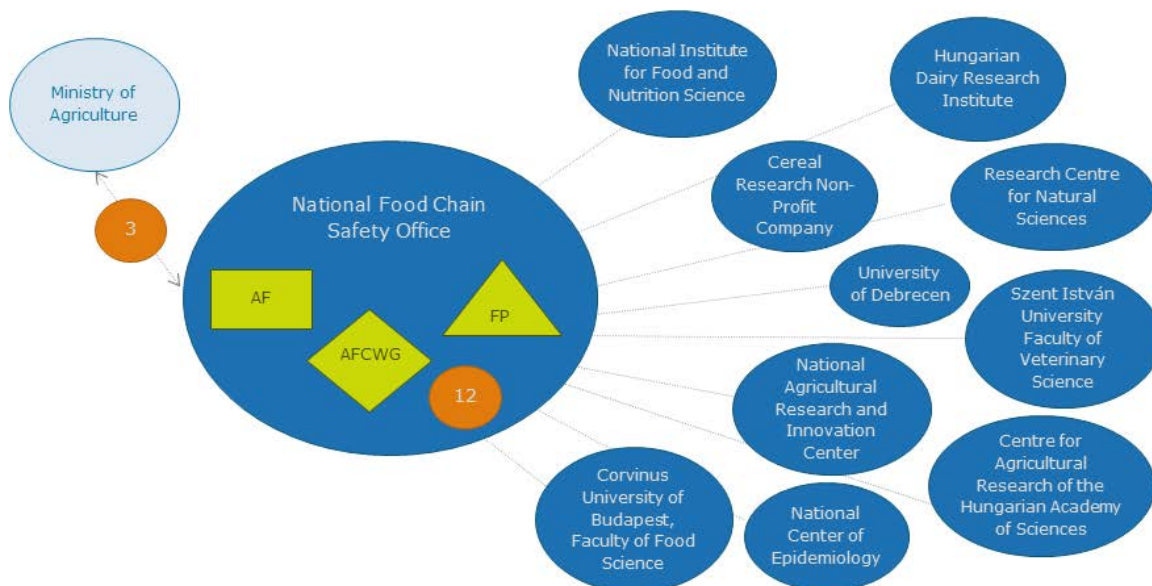 Ministry of
Agriculture
3
National Food Chain
Safety Office
AF
AFCWG
FP
12
National Institute
for Food and
Nutrition Science
Hungarian
Dairy Research
Institute
Cereal
Research Non-
Profit
Company
Research Centre
for Natural
Sciences
University
of Debrecen
Szent István
University
Faculty of
Veterinary
Science
National
Agricultural
Research and
Innovation
Center
Centre for
Agricultural
Research of the
Hungarian Academy
of Sciences
Corvinus
University of
Budapest,
Faculty of Food
Science
National
Center of
Epidemiology